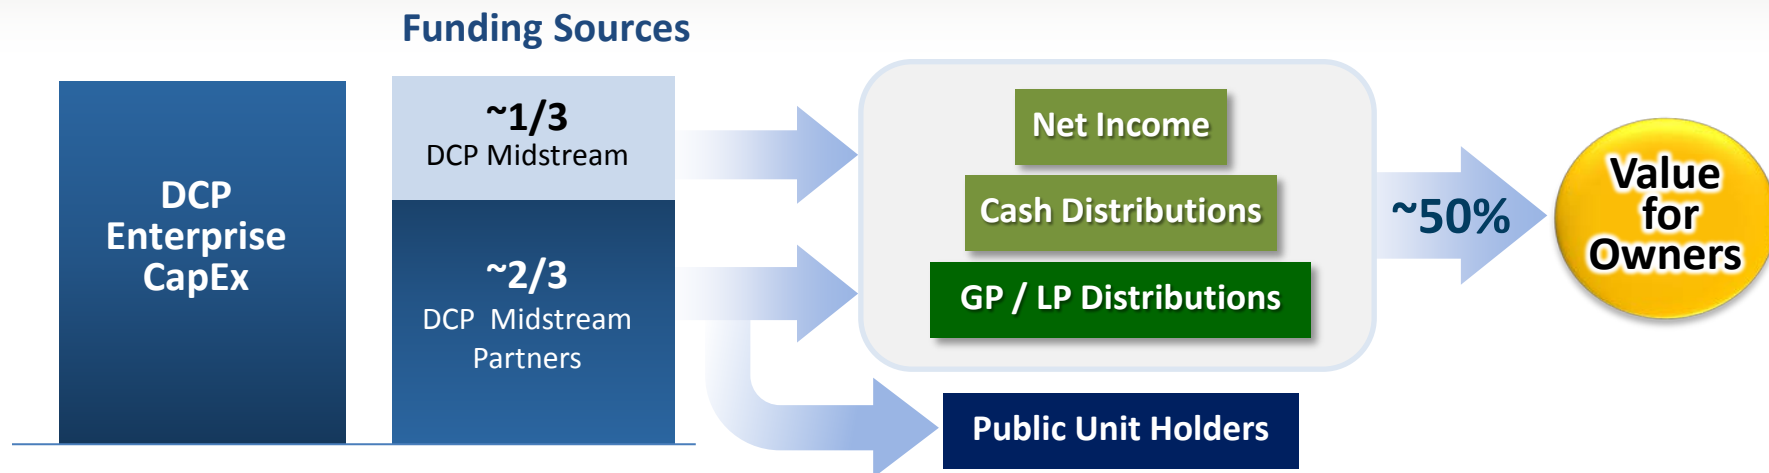 Funding Sources
DCP
Enterprise
CapEx
~1/3
DCP Midstream
~2/3
DCP Midstream
Partners
Net Income
Cash Distributions
GP / LP Distributions
Public Unit Holders
~50%
Value
for
Owners